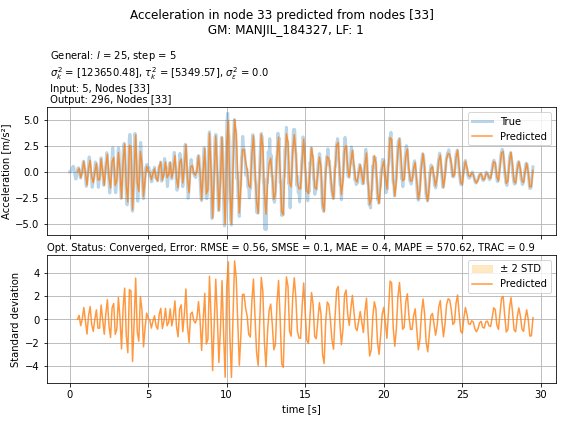 Acceleration in node 33 predicted from nodes [33]
GM: MANJIL_184327, LF: 1
General: l = 25, step = 5
σ²ₖ = [123650.48], τ²ₖ = [5349.57], σ²ε = 0.0
Input: 5, Nodes [33]
Output: 296, Nodes [33]
Acceleration [m/s²]
5.0
2.5
0.0
−2.5
−5.0
True
Predicted
Opt. Status: Converged, Error: RMSE = 0.56, SMSE = 0.1, MAE = 0.4, MAPE = 570.62, TRAC = 0.9
Standard deviation
4
2
0
−2
−4
± 2 STD
Predicted
0 5 10 15 20 25 30
time [s]